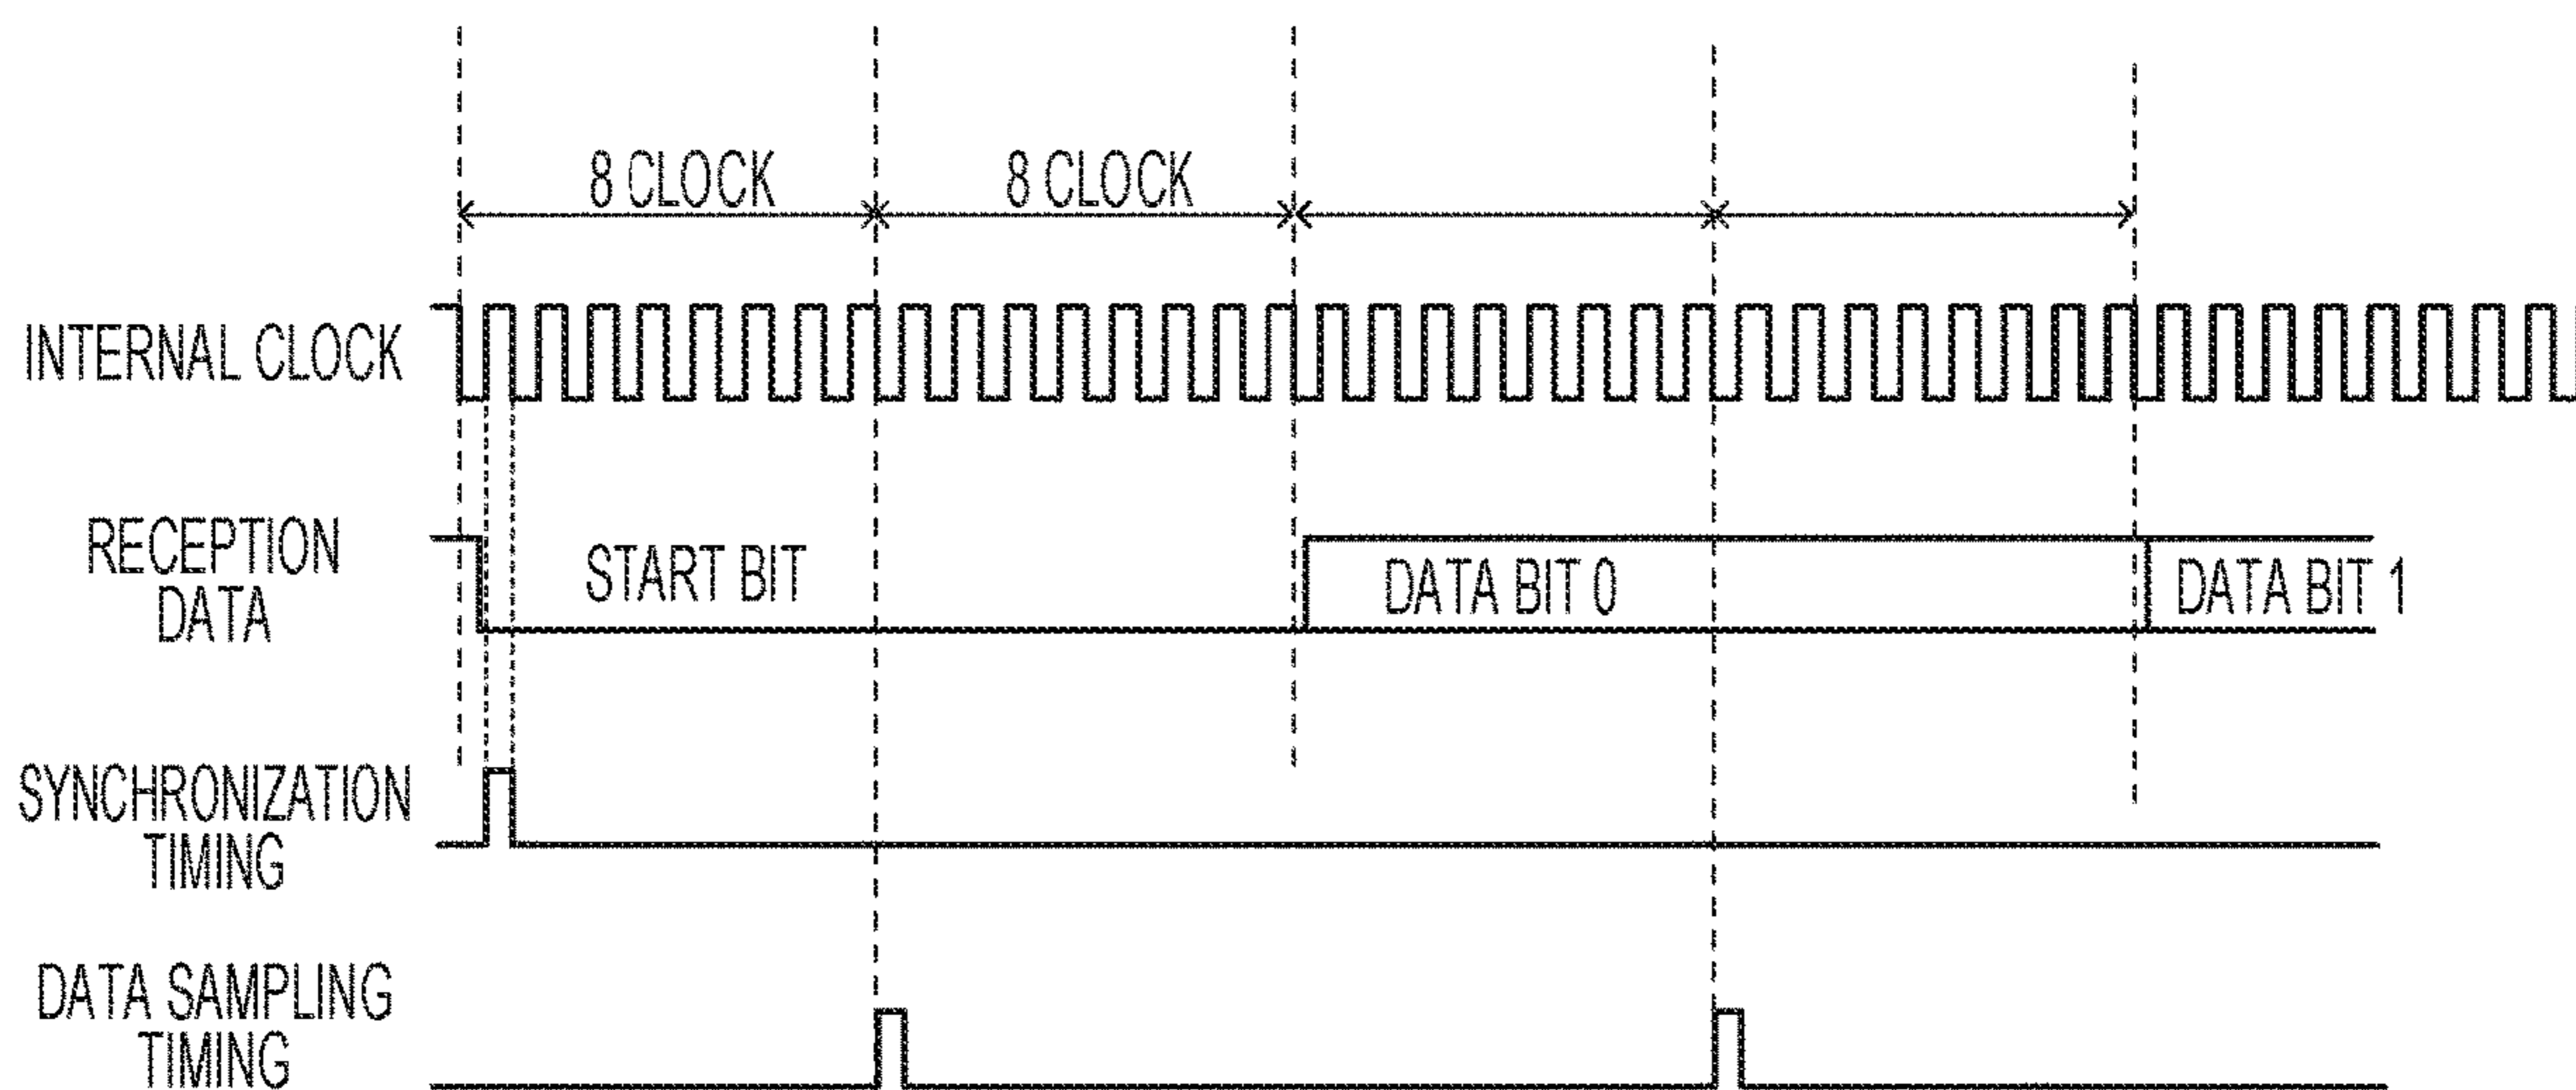 8 CLOCK 8 CLOCK
INTERNAL CLOCK
RECEPTION
DATA
START BIT
DATA BIT 0
DATA BIT 1
SYNCHRONIZATION
TIMING
DATA SAMPLING
TIMING